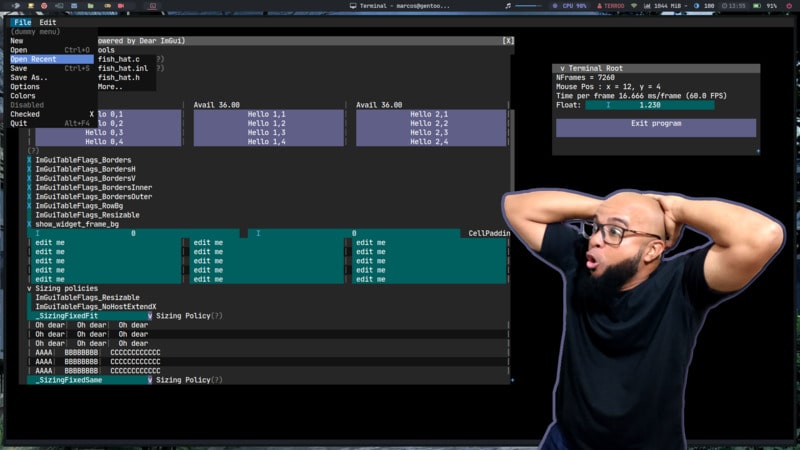 Terminal - marcos@gentoo...
CPU 98%
TERROO
1044 MiB
100
13:55
91%
File Edit
(dummy menu)
New
Open Ctrl+O
Open Recent
Save Ctrl+S
Save As..
Options
Colors
Disabled
Checked X
Quit Alt+F4
owered by Dear ImGui) [X]
ools
fish_hat.c ?)
fish_hat.inl ?)
fish_hat.h
More..
Avail 36.00 Avail 36.00
lo 0,1 Hello 1,1 Hello 2,1
Hello 0,2 Hello 1,2 Hello 2,2
Hello 0,3 Hello 1,3 Hello 2,3
Hello 0,4 Hello 1,4 Hello 2,4
(?)
X ImGuiTableFlags_Borders
X ImGuiTableFlags_BordersH
X ImGuiTableFlags_BordersV
X ImGuiTableFlags_BordersInner
X ImGuiTableFlags_BordersOuter
X ImGuiTableFlags_RowBg
ImGuiTableFlags_Resizable
X show_widget_frame_bg
I 0 I 0 CellPaddin
edit me edit me edit me
edit me edit me edit me
edit me edit me edit me
edit me edit me edit me
edit me edit me edit me
v Sizing policies
ImGuiTableFlags_Resizable
ImGuiTableFlags_NoHostExtendX
_SizingFixedFit v Sizing Policy(?)
| Oh dear| Oh dear| Oh dear
| Oh dear| Oh dear| Oh dear
| Oh dear| Oh dear| Oh dear
| AAAA| BBBBBBBB| CCCCCCCCCCCC
| AAAA| BBBBBBBB| CCCCCCCCCCCC
| AAAA| BBBBBBBB| CCCCCCCCCCCC
_SizingFixedSame v Sizing Policy(?)
v Terminal Root
NFrames = 7260
Mouse Pos : x = 12, y = 4
Time per frame 16.666 ms/frame (60.0 FPS)
Float: I 1.230
Exit program